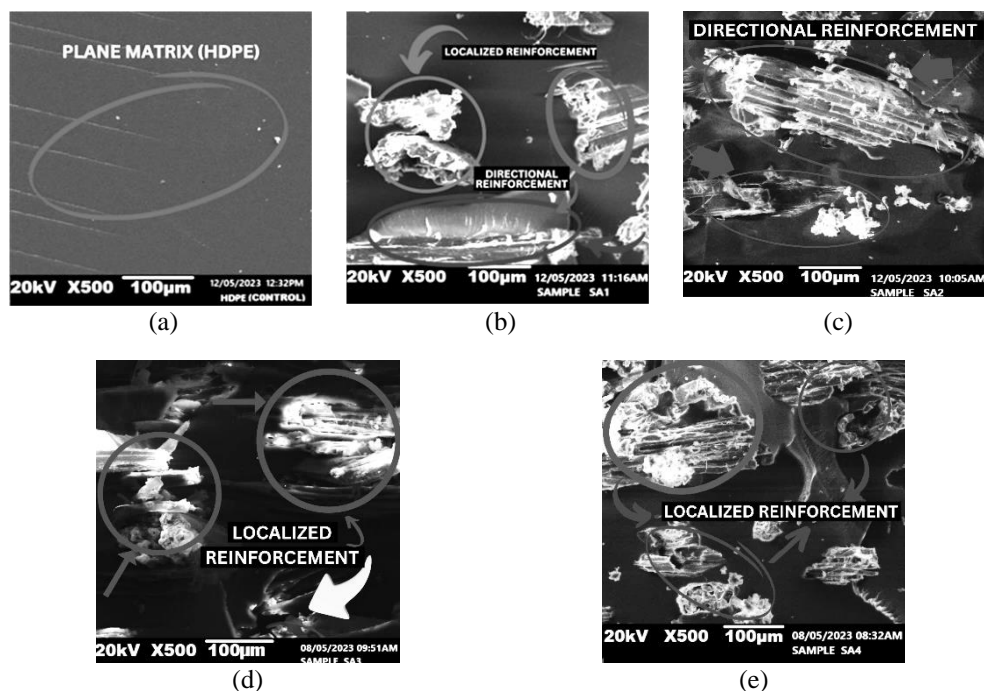 PLANE MATRIX (HDPE)
20kV X500 100µm 12/05/2023 12:32PM
HDPE (C0NTROL)
(a)
LOCALIZED REINFORCEMENT
DIRECTIONAL
REINFORCEMENT
20kV X500 100µm 12/05/2023 11:16AM
SAMPLE SA1
(b)
DIRECTIONAL REINFORCEMENT
20kV X500 100µm 12/05/2023 10:05AM
SAMPLE SA2
(c)
LOCALIZED
REINFORCEMENT
20kV X500 100µm 08/05/2023 09:51AM
SAMPLE SA3
(d)
LOCALIZED REINFORCEMENT
20kV X500 100µm 08/05/2023 08:32AM
SAMPLE SA4
(e)